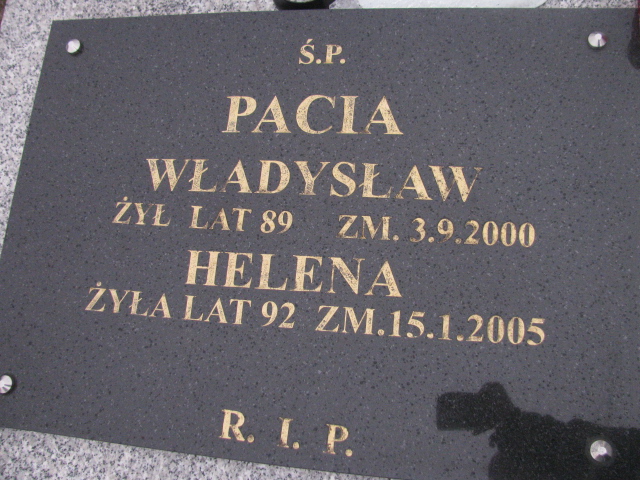 Ś.P.
PACIA
WŁADYSŁAW
ŻYŁ LAT 89 ZM. 3.9.2000
HELENA
ŻYŁA LAT 92 ZM.15.1.2005
R. I. P.